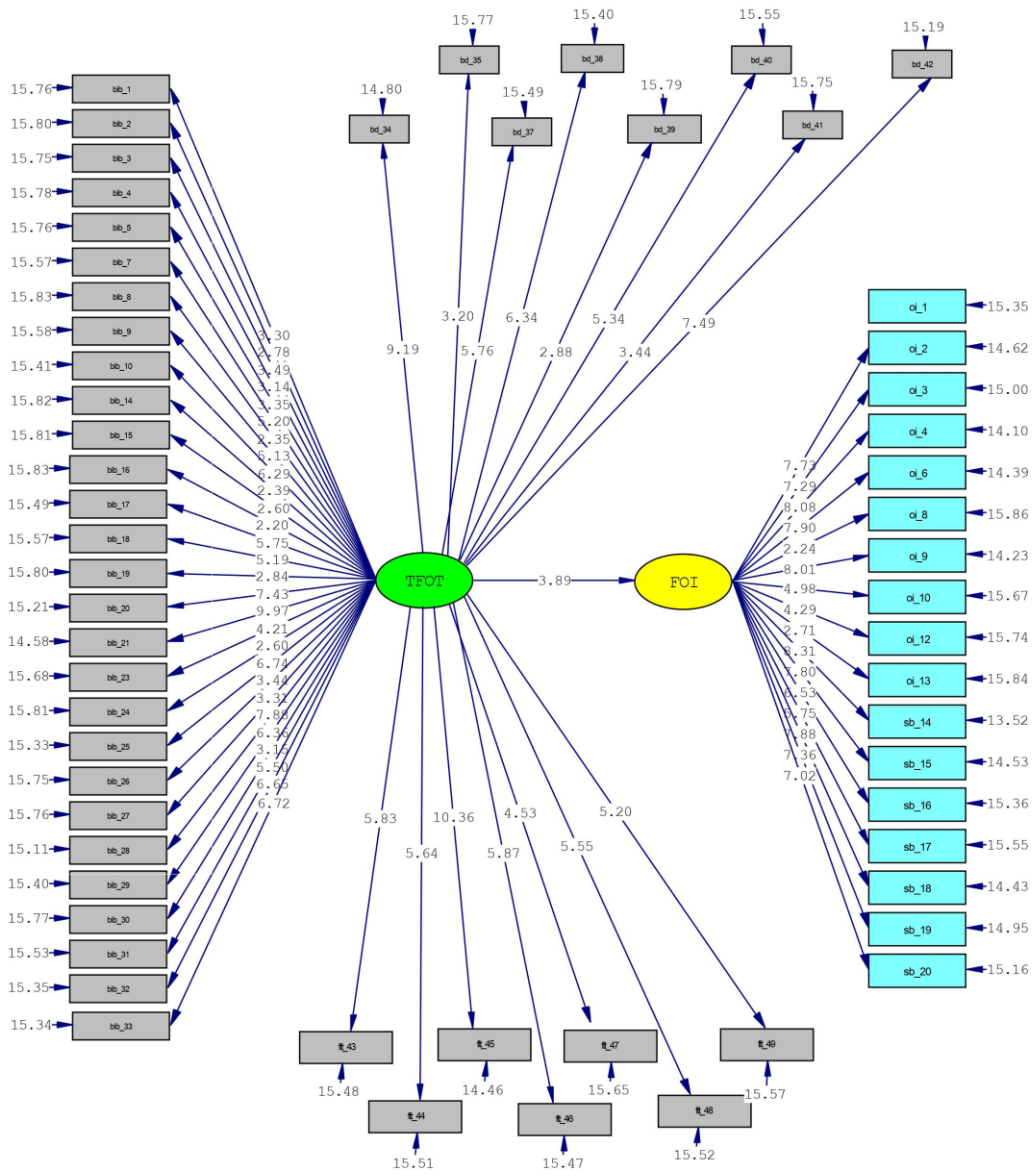 15.77
bd_35
15.40
bd_38
15.55
bd_40
15.19
bd_42
14.80
bd_34
15.49
bd_37
15.79
bd_39
15.75
bd_41
15.76 bib_1
15.80 bib_2
15.75 bib_3
15.78 bib_4
15.76 bib_5
15.57 bib_7
15.83 bib_8
15.58 bib_9
15.41 bib_10
15.82 bib_14
15.81 bib_15
15.83 bib_16
15.49 bib_17
15.57 bib_18
15.80 bib_19
15.21 bib_20
14.58 bib_21
15.68 bib_23
15.81 bib_24
15.33 bib_25
15.75 bib_26
15.76 bib_27
15.11 bib_28
15.40 bib_29
15.77 bib_30
15.53 bib_31
15.35 bib_32
15.34 bib_33
3.30
2.78
3.49
3.14
3.35
5.20
2.35
5.13
6.29
2.39
2.60
2.20
5.75
5.19
2.84
7.43
9.97
4.21
2.60
6.74
3.44
3.31
7.88
6.36
3.15
5.50
6.65
6.72
9.19
3.20
5.76
6.34
2.88
5.34
3.44
7.49
TFOT
3.89
FOI
7.73
7.29
8.08
7.90
2.24
8.01
4.98
4.29
2.71
8.31
7.80
6.53
5.75
7.88
7.36
7.02
oi_1 15.35
oi_2 14.62
oi_3 15.00
oi_4 14.10
oi_6 14.39
oi_8 15.86
oi_9 14.23
oi_10 15.67
oi_12 15.74
oi_13 15.84
sb_14 13.52
sb_15 14.53
sb_16 15.36
sb_17 15.55
sb_18 14.43
sb_19 14.95
sb_20 15.16
5.83
5.64
10.36
5.87
4.53
5.55
5.20
ft_43
15.48
ft_45
14.46
ft_47
15.65
ft_49
15.57
ft_44
15.51
ft_46
15.47
ft_48
15.52